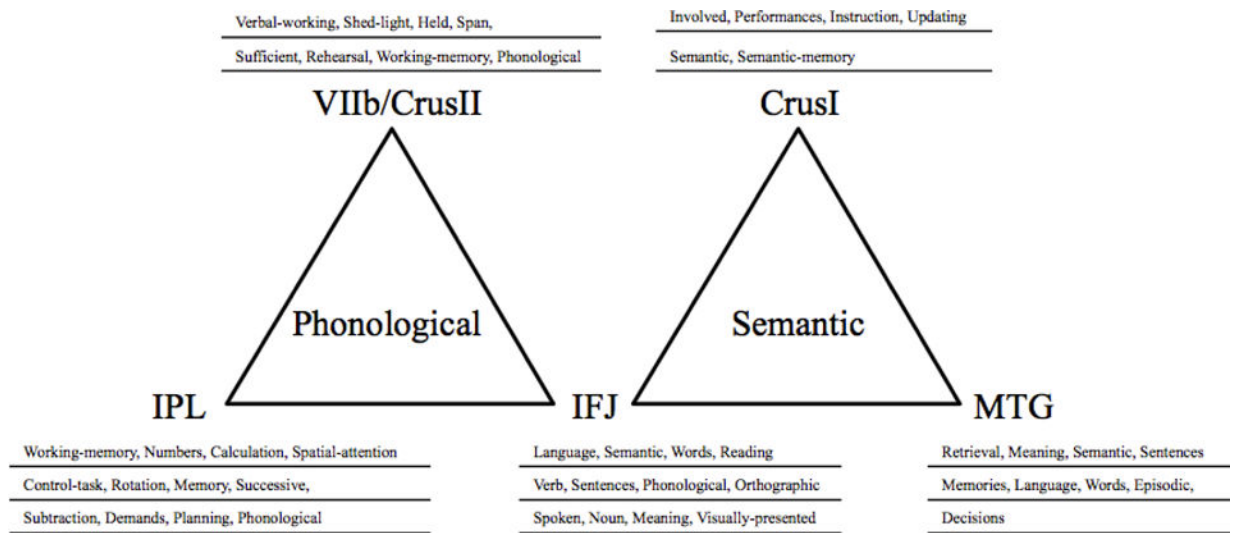 Verbal-working, Shed-light, Held, Span,
Sufficient, Rehearsal, Working-memory, Phonological
VIIb/CrusII
Involved, Performances, Instruction, Updating
Semantic, Semantic-memory
CrusI
Phonological
Semantic
IPL
IFJ
MTG
Working-memory, Numbers, Calculation, Spatial-attention
Control-task, Rotation, Memory, Successive,
Subtraction, Demands, Planning, Phonological
Language, Semantic, Words, Reading
Verb, Sentences, Phonological, Orthographic
Spoken, Noun, Meaning, Visually-presented
Retrieval, Meaning, Semantic, Sentences
Memories, Language, Words, Episodic,
Decisions